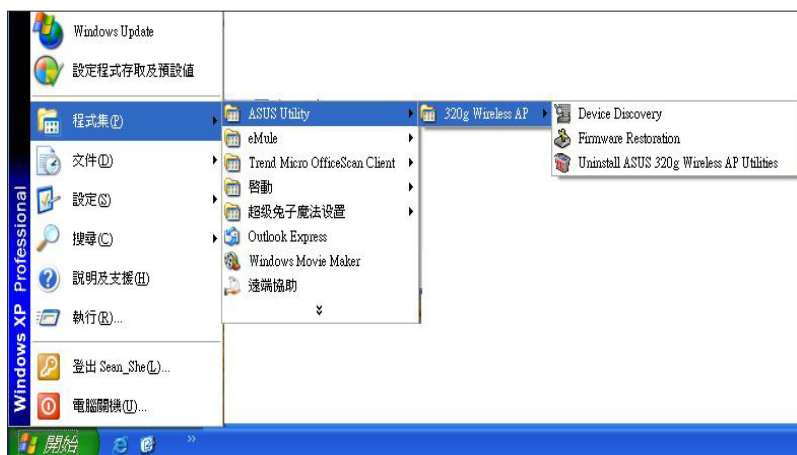 Windows Update
設定程式存取及預設值
程式集(P)
文件(D)
設定(S)
搜尋(C)
說明及支援(H)
執行(R)...
登出 Sean_She(L)...
電腦關機(U)...
Windows XP Professional
開始
»
ASUS Utility
eMule
Trend Micro OfficeScan Client
啓動
超级兔子魔法设置
Outlook Express
Windows Movie Maker
遠端協助
320g Wireless AP
Device Discovery
Firmware Restoration
Uninstall ASUS 320g Wireless AP Utilities